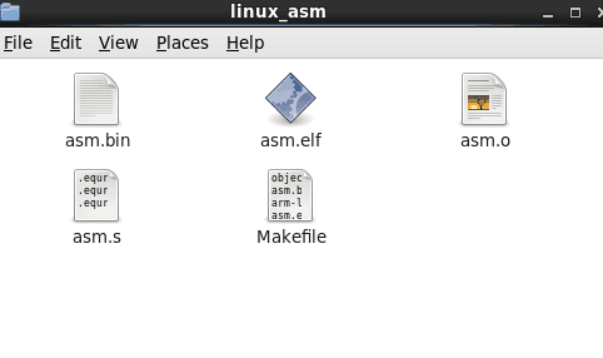 linux_asm
File Edit View Places Help
asm.bin asm.elf asm.o
.equr objec
.equr asm.b
.equr arm-l
asm.e
asm.s Makefile